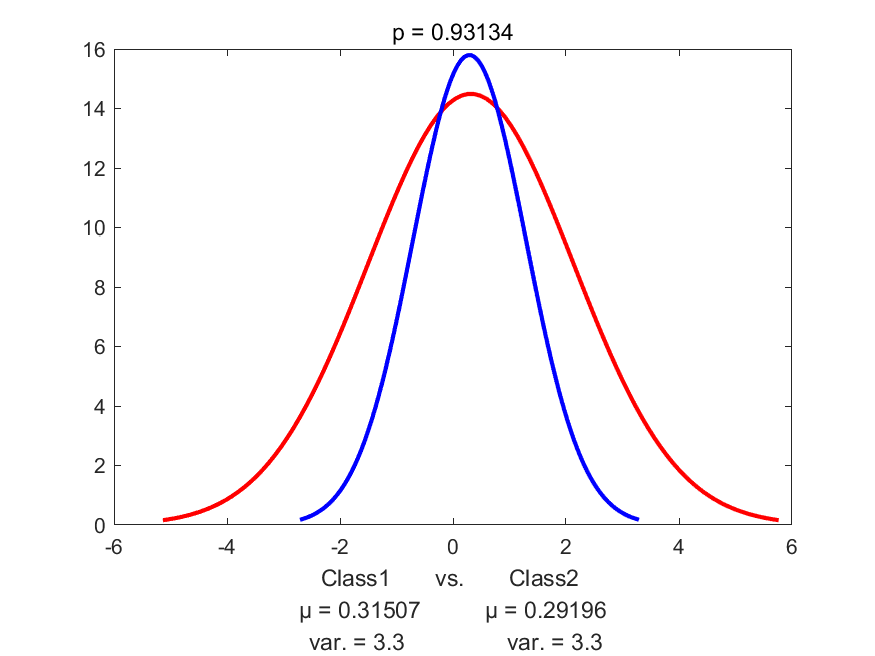 p = 0.93134
16
14
12
10
8
6
4
2
0
-6 -4 -2 0 2 4 6
Class1 vs. Class2
μ = 0.31507 μ = 0.29196
var. = 3.3 var. = 3.3